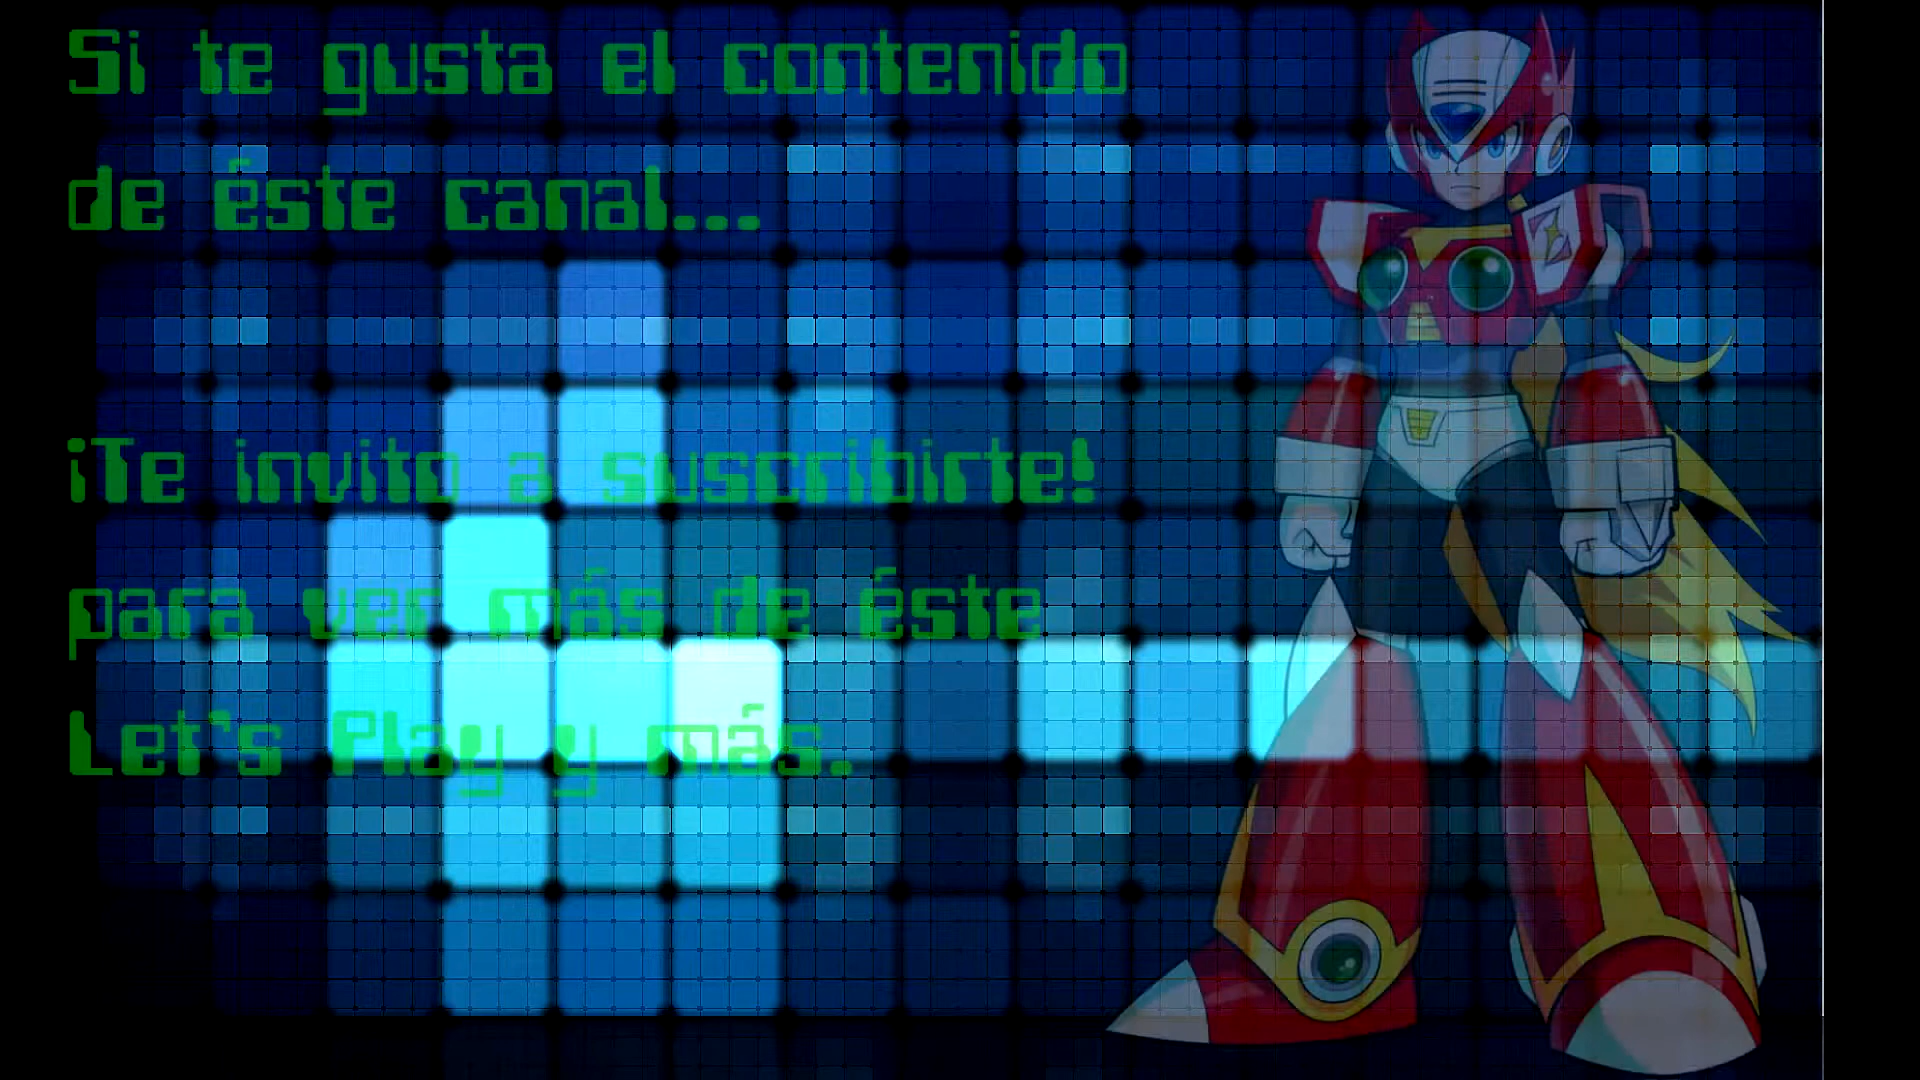 Si te gusta el contenido
de éste canal...
¡Te invito a suscribirte!
para ver más de éste
Let's Play y más.